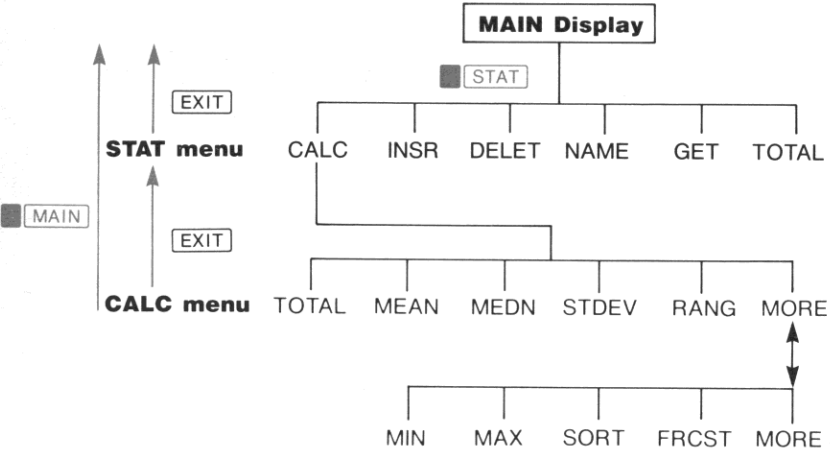 MAIN Display
STAT
EXIT
STAT menu CALC INSR DELET NAME GET TOTAL
MAIN
EXIT
CALC menu TOTAL MEAN MEDN STDEV RANG MORE
MIN MAX SORT FRCST MORE